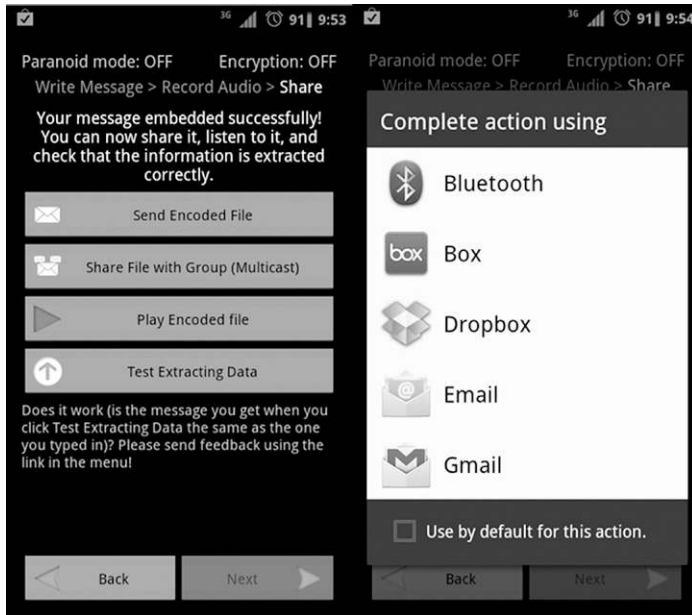 3G 91 9:53
Paranoid mode: OFF Encryption: OFF
Write Message > Record Audio > Share
Your message embedded successfully!
You can now share it, listen to it, and
check that the information is extracted
correctly.
Send Encoded File
Share File with Group (Multicast)
Play Encoded file
Test Extracting Data
Does it work (is the message you get when you
click Test Extracting Data the same as the one
you typed in)? Please send feedback using the
link in the menu!
Back Next
3G 91 9:54
Paranoid mode: OFF Encryption: OFF
Write Message > Record Audio > Share
Complete action using
Bluetooth
box Box
Dropbox
Email
Gmail
Use by default for this action.
Back Next